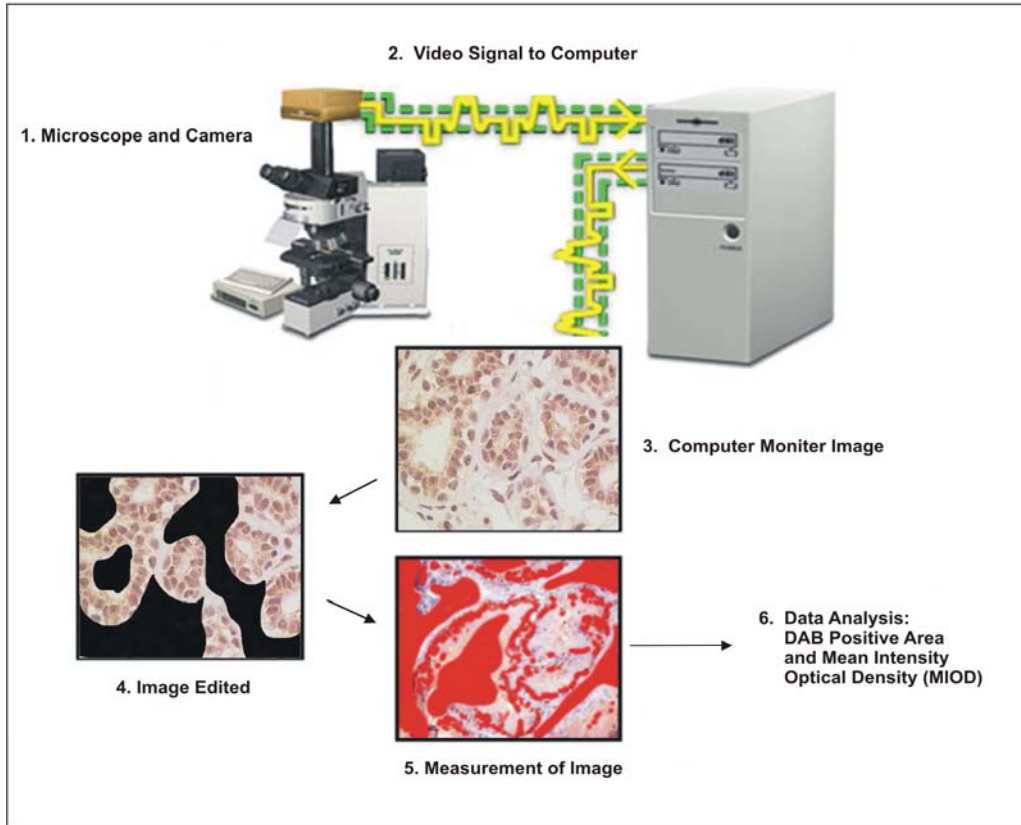 2. Video Signal to Computer
1. Microscope and Camera
3. Computer Moniter Image
4. Image Edited
5. Measurement of Image
6. Data Analysis:
DAB Positive Area
and Mean Intensity
Optical Density (MIOD)